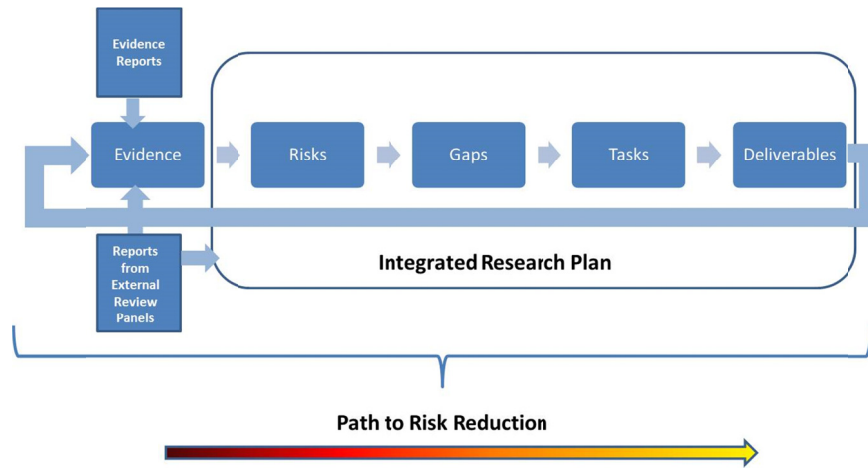 Evidence
Reports
Evidence
Risks
Gaps
Tasks
Deliverables
Reports
from
External
Review
Panels
Integrated Research Plan
Path to Risk Reduction